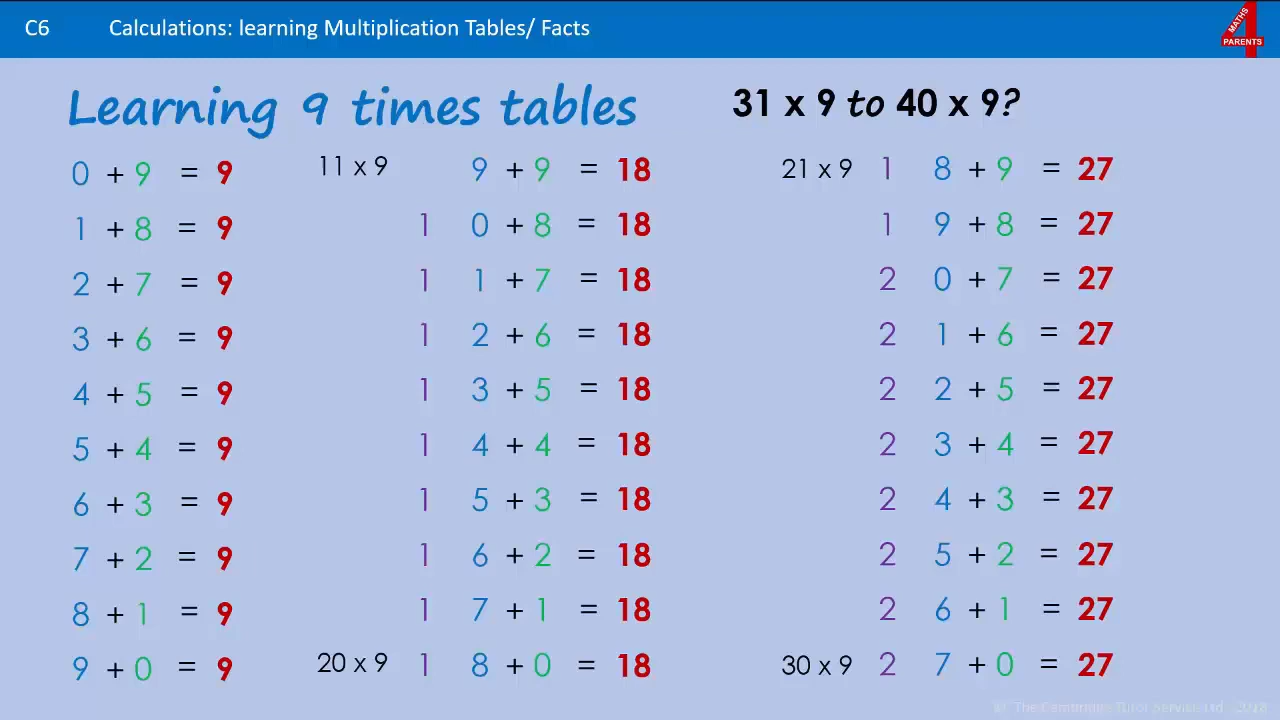 C6 Calculations: learning Multiplication Tables/ Facts
MATHS
4
PARENTS
Learning 9 times tables
31 x 9 to 40 x 9?
0 + 9 = 9
1 + 8 = 9
2 + 7 = 9
3 + 6 = 9
4 + 5 = 9
5 + 4 = 9
6 + 3 = 9
7 + 2 = 9
8 + 1 = 9
9 + 0 = 9
11 x 9 9 + 9 = 18
1 0 + 8 = 18
1 1 + 7 = 18
1 2 + 6 = 18
1 3 + 5 = 18
1 4 + 4 = 18
1 5 + 3 = 18
1 6 + 2 = 18
1 7 + 1 = 18
20 x 9 1 8 + 0 = 18
21 x 9 1 8 + 9 = 27
1 9 + 8 = 27
2 0 + 7 = 27
2 1 + 6 = 27
2 2 + 5 = 27
2 3 + 4 = 27
2 4 + 3 = 27
2 5 + 2 = 27
2 6 + 1 = 27
30 x 9 2 7 + 0 = 27